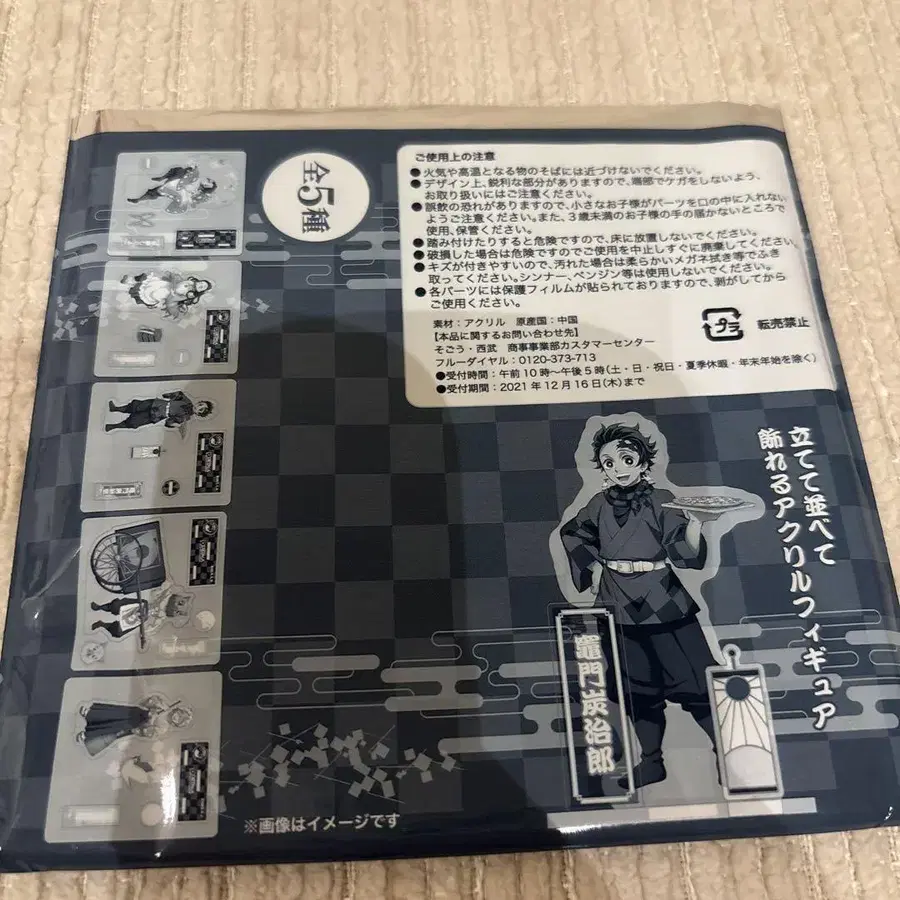 全5種
ご使用上の注意
●火気や高温となる物のそばには近づけないでください。
●デザイン上、鋭利な部分がありますので、端部でケガをしないよう、
お取り扱いにはご注意ください。
●誤飲の恐れがありますので、小さなお子様がパーツを口の中に入れない
ようご注意ください。また、3歳未満のお子様の手の届かないところで
使用、保管ください。
●踏み付けたりすると危険ですので、床に放置しないでください。
●破損した場合は危険ですのでご使用を中止しすぐに廃棄してください。
●キズが付きやすいので、汚れた場合は柔らかいメガネ拭き等でふき
取ってください。シンナー、ベンジン等は使用しないでください。
●各パーツには保護フィルムが貼られておりますので、剥がしてから
ご使用ください。
素材:アクリル 原産国:中国
【本品に関するお問い合わせ先】
そごう・西武 商事事業部カスタマーセンター
フリーダイヤル:0120-373-713
●受付時間:午前10時〜午後5時(土・日・祝日・夏季休暇・年末年始を除く)
●受付期間:2021年12月16日(木)まで
プラ
転売禁止
立てて並べて
飾れるアクリルフィギュア
竈門炭治郎
※画像はイメージです